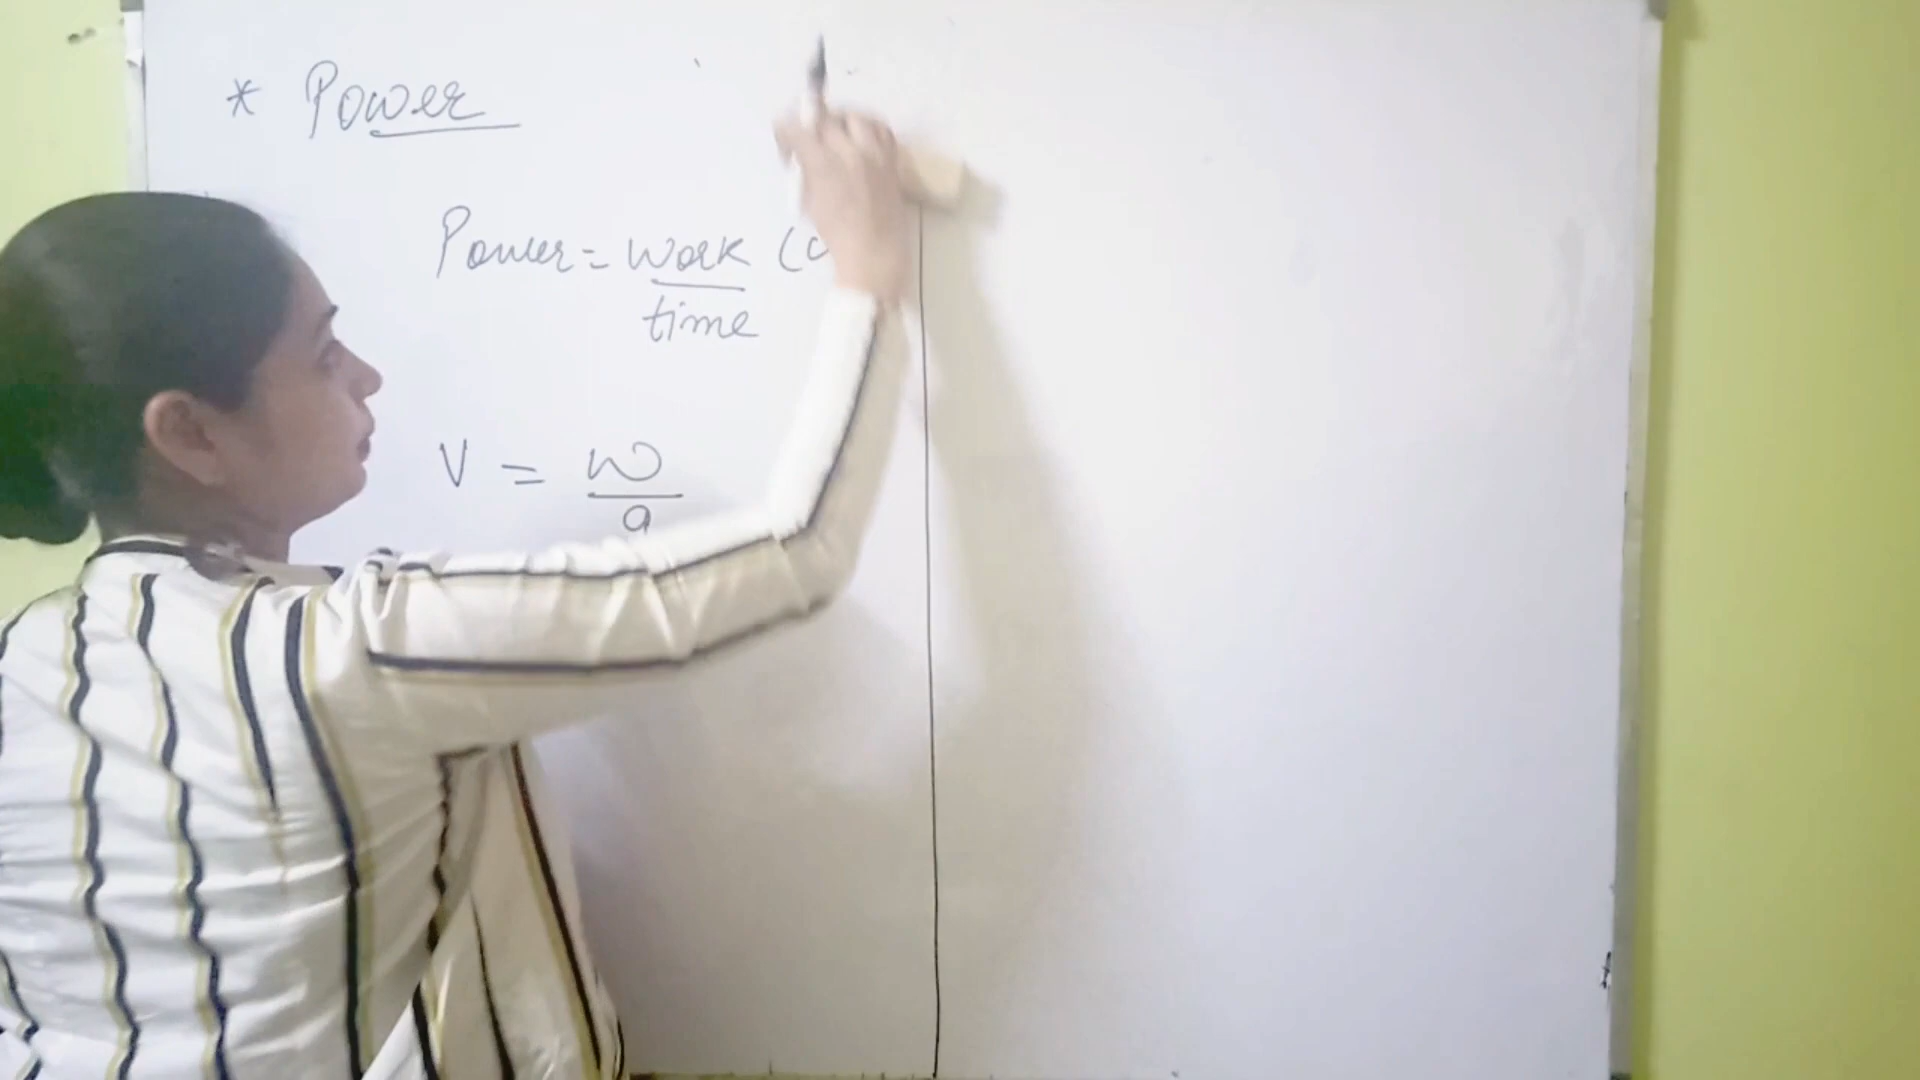 * Power
Power = Work
time
V = W
q